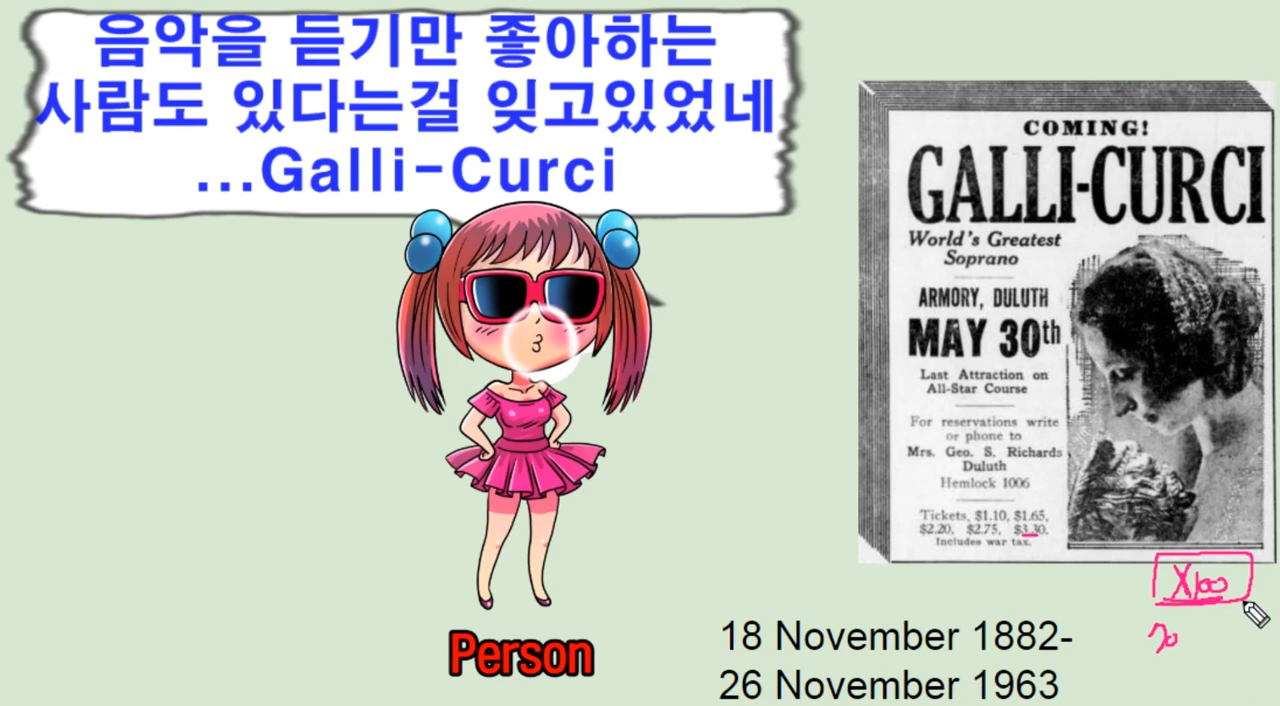 음악을 듣기만 좋아하는
사람도 있다는걸 잊고있었네
...Galli-Curci
COMING!
GALLI-CURCI
World's Greatest
Soprano
ARMORY, DULUTH
MAY 30th
Last Attraction on
All-Star Course
For reservations write
or phone to
Mrs. Geo. S. Richards
Duluth
Hemlock 1006
Tickets, $1.10, $1.65,
$2.20, $2.75, $3.30.
Includes war tax.
X100
Person
18 November 1882-
26 November 1963